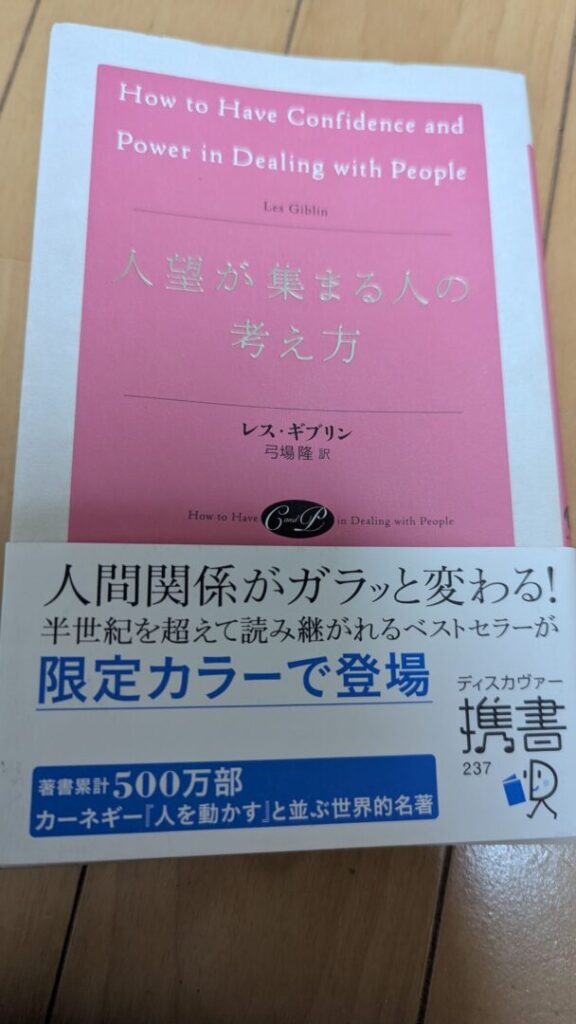 How to Have Confidence and
Power in Dealing with People
Les Giblin
人望が集まる人の
考え方
レス・ギブリン
弓場隆 訳
How to Have C and P in Dealing with People
人間関係がガラッと変わる!
半世紀を超えて読み継がれるベストセラーが
限定カラーで登場
ディスカヴァー
携書
237
著書累計500万部
カーネギー『人を動かす』と並ぶ世界的名著